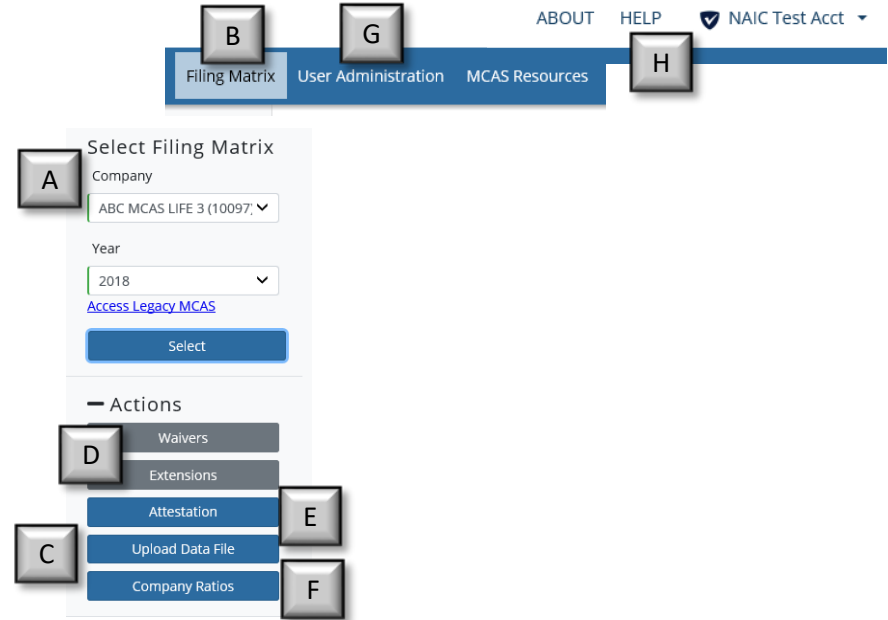 ABOUT HELP NAIC Test Acct
B G H
Filing Matrix User Administration MCAS Resources
Select Filing Matrix
A
Company
ABC MCAS LIFE 3 (10097)
Year
2018
Access Legacy MCAS
Select
Actions
Waivers
D
Extensions
Attestation
E
Upload Data File
C
Company Ratios
F